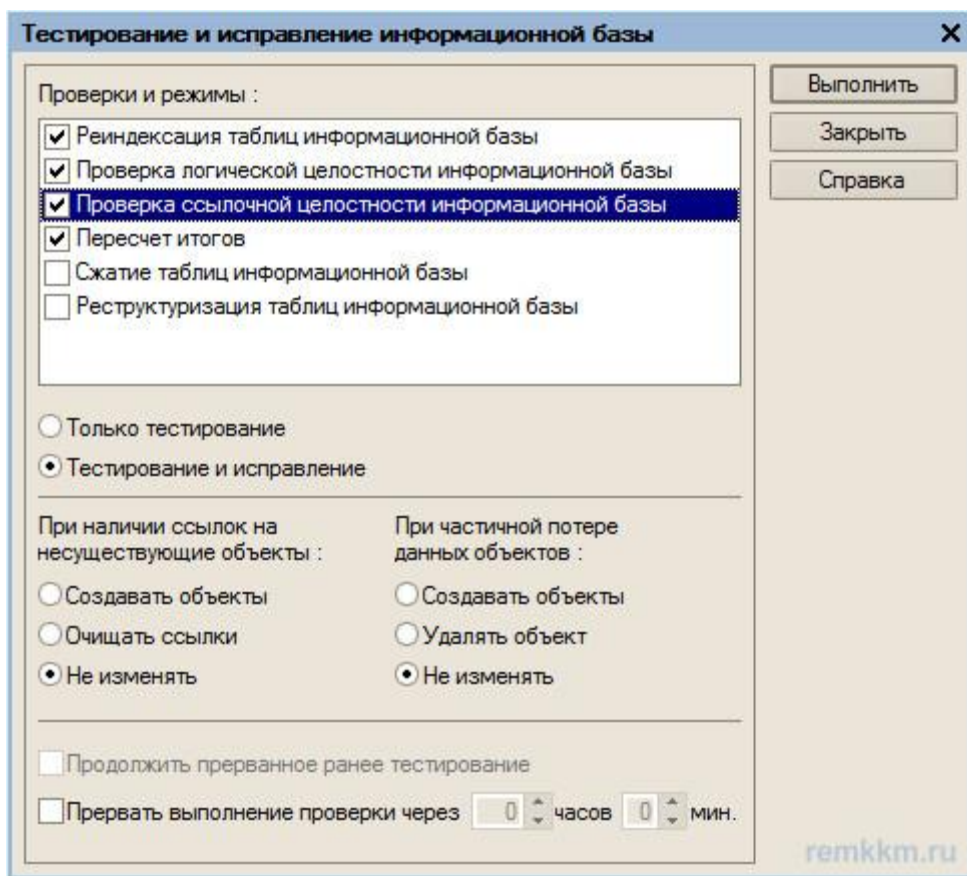 Тестирование и исправление информационной базы
Проверки и режимы :
Реиндексация таблиц информационной базы
Проверка логической целостности информационной базы
Проверка ссылочной целостности информационной базы
Пересчет итогов
Сжатие таблиц информационной базы
Реструктуризация таблиц информационной базы
Выполнить
Закрыть
Справка
Только тестирование
Тестирование и исправление
При наличии ссылок на
несуществующие объекты :
Создавать объекты
Очищать ссылки
Не изменять
При частичной потере
данных объектов :
Создавать объекты
Удалять объект
Не изменять
Продолжить прерванное ранее тестирование
Прервать выполнение проверки через 0 часов 0 мин.
remkkm.ru